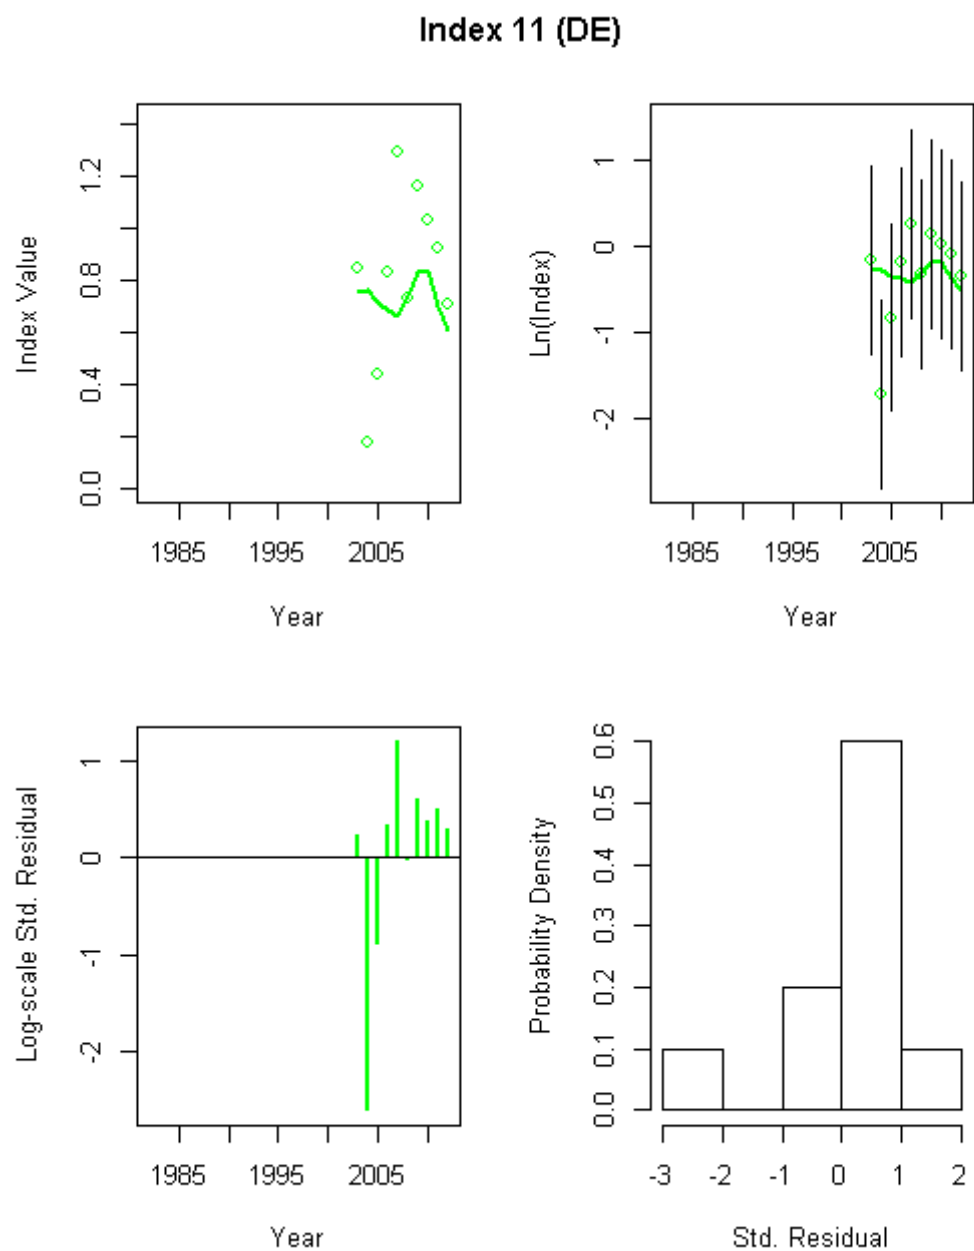 Index 11 (DE)
Index Value
0.0 0.4 0.8 1.2
1985 1995 2005
Year
Ln(Index)
-2 -1 0 1
1985 1995 2005
Year
Log-scale Std. Residual
-2 -1 0 1
1985 1995 2005
Year
Probability Density
0.0 0.1 0.2 0.3 0.4 0.5 0.6
-3 -2 -1 0 1 2
Std. Residual